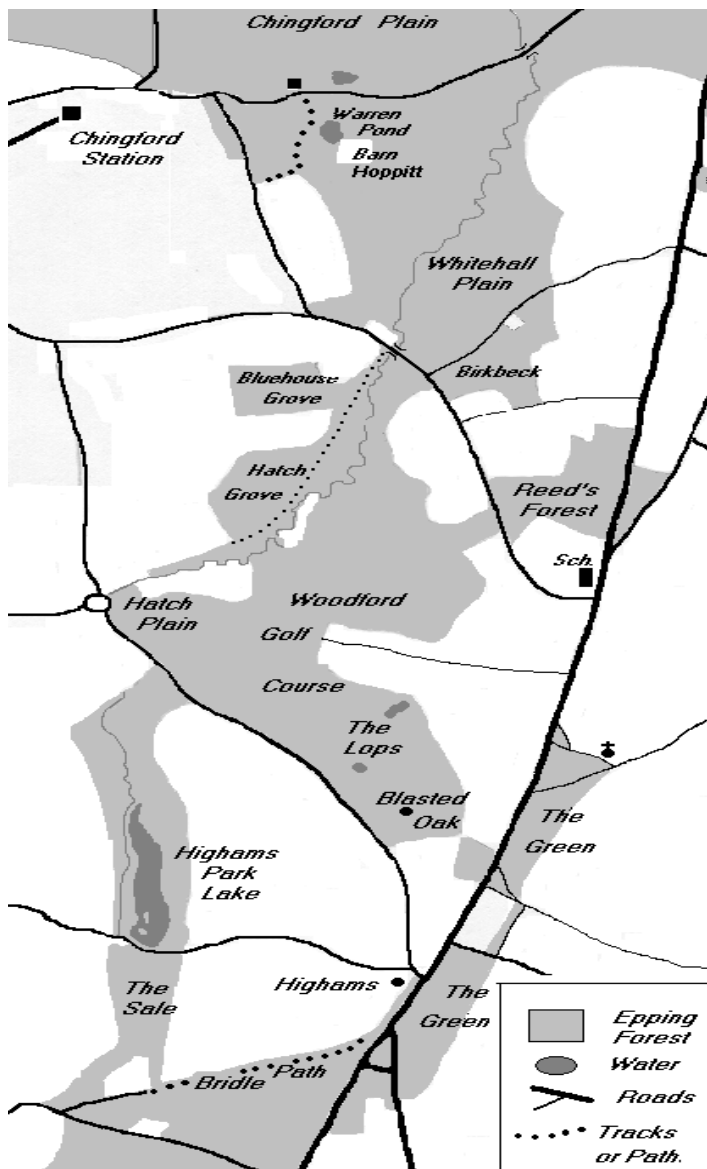 Chingford Plain
Warren
Pond
Chingford
Station
Barn
Hoppitt
Whitehall
Plain
Bluehouse
Grove
Birkbeck
Hatch
Grove
Reed's
Forest
Sch.
Hatch
Plain
Woodford
Golf
Course
The
Lops
Blasted
Oak
The
Green
Highams
Park
Lake
The
Sale
Highams
The
Green
Bridle Path
Epping
Forest
Water
Roads
Tracks
or Path.